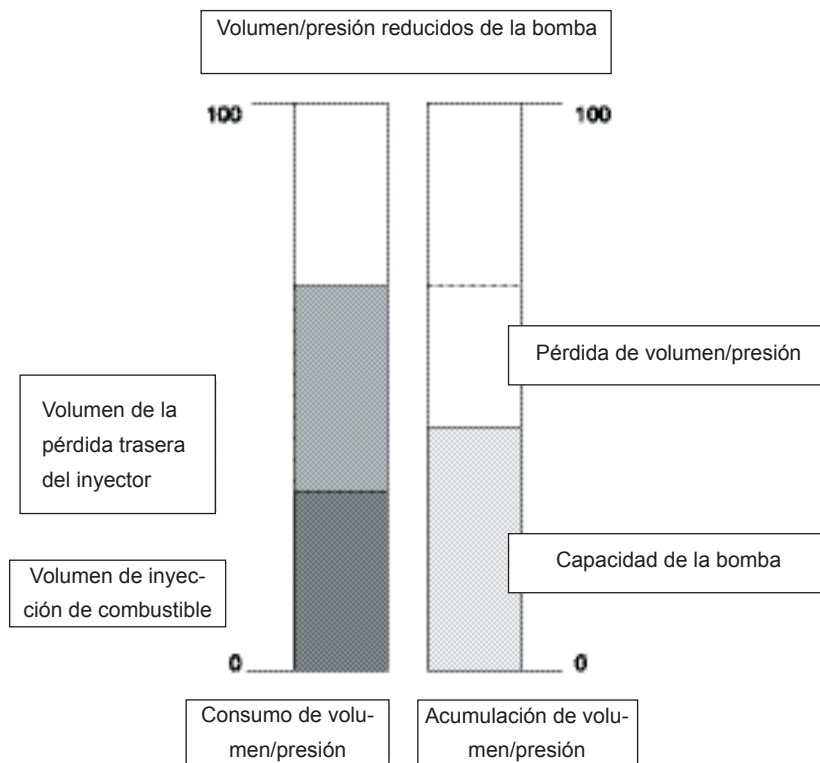 Volumen/presión reducidos de la bomba
100
100
Pérdida de volumen/presión
Volumen de la
pérdida trasera
del inyector
Capacidad de la bomba
Volumen de inyec-
ción de combustible
0
0
Consumo de volu-
men/presión
Acumulación de volu-
men/presión